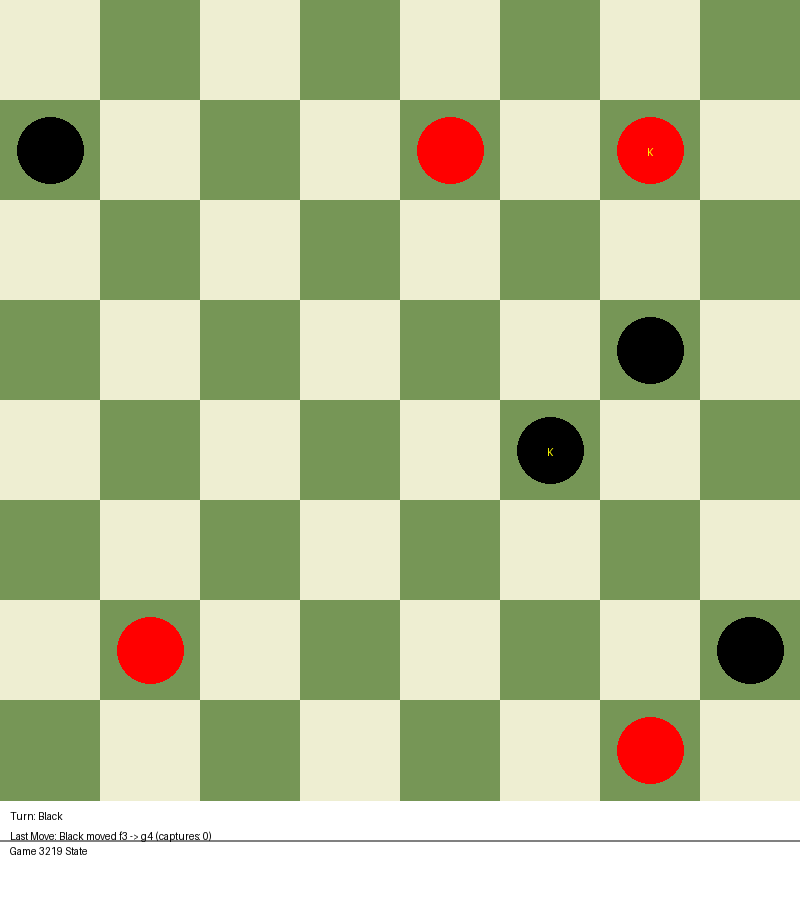 K
K
Turn: Black
Last Move: Black moved f3 -> g4 (captures: 0)
Game 3219 State